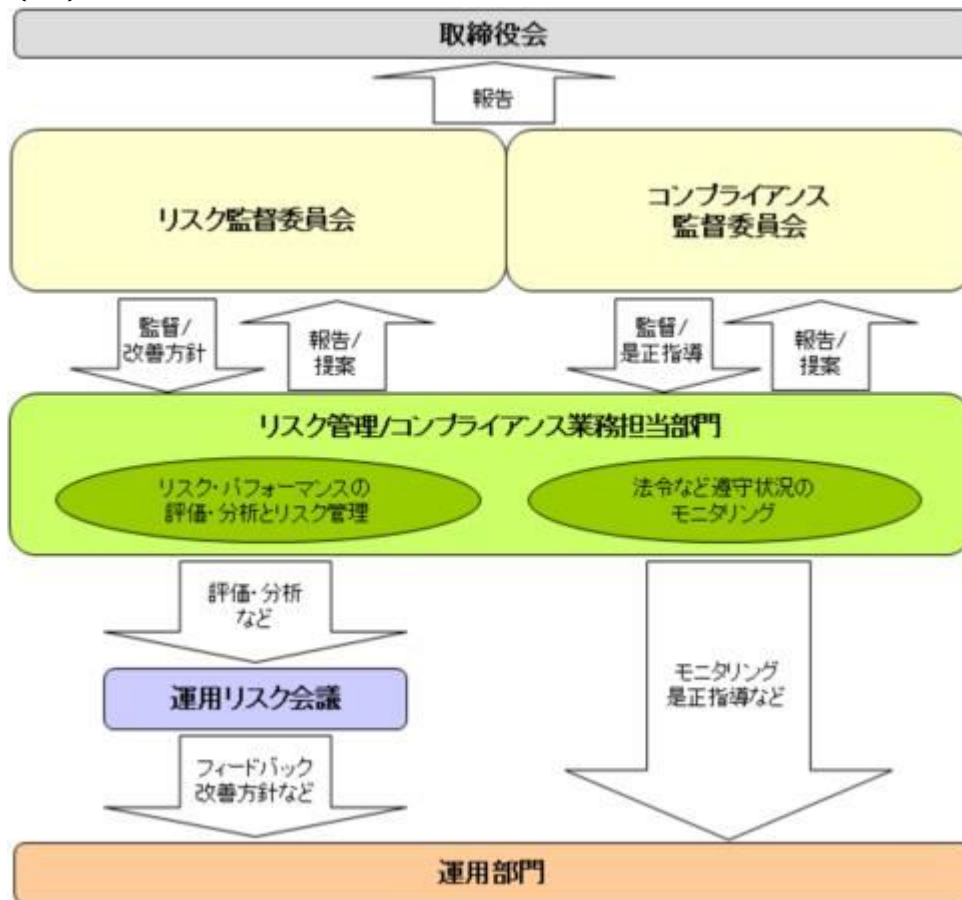 取締役会
報告
リスク監督委員会
コンプライアンス
監督委員会
監督/
改善方針
報告/
提案
監督/
是正指導
報告/
提案
リスク管理/コンプライアンス業務担当部門
リスク・パフォーマンスの
評価・分析とリスク管理
法令など遵守状況の
モニタリング
評価・分析
など
運用リスク会議
モニタリング
是正指導など
フィードバック
改善方針など
運用部門